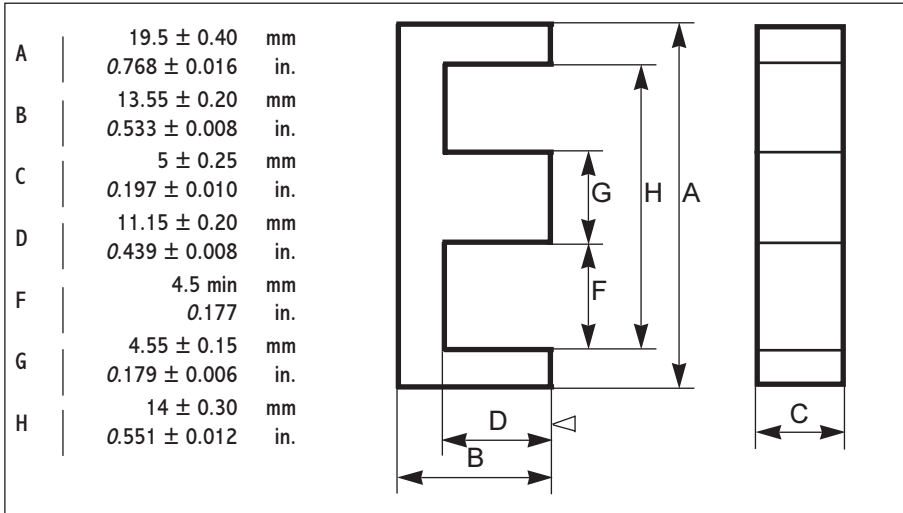 A | 19.5 ± 0.40 mm
0.768 ± 0.016 in.
B | 13.55 ± 0.20 mm
0.533 ± 0.008 in.
C | 5 ± 0.25 mm
0.197 ± 0.010 in.
D | 11.15 ± 0.20 mm
0.439 ± 0.008 in.
F | 4.5 min mm
0.177 in.
G | 4.55 ± 0.15 mm
0.179 ± 0.006 in.
H | 14 ± 0.30 mm
0.551 ± 0.012 in.
G H A
F
D
B
C